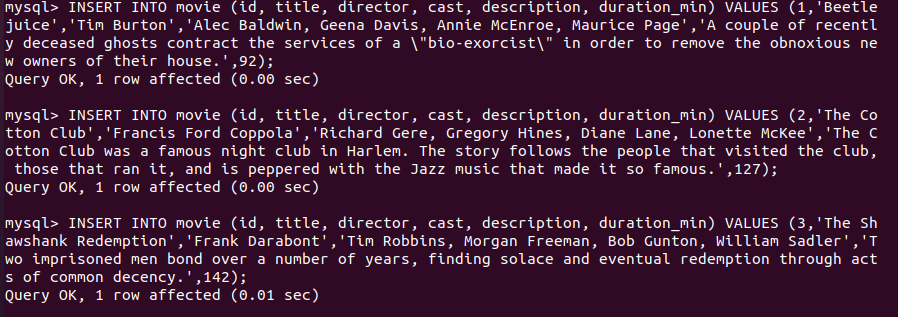 mysql> INSERT INTO movie (id, title, director, cast, description, duration_min) VALUES (1,'Beetle
juice','Tim Burton','Alec Baldwin, Geena Davis, Annie McEnroe, Maurice Page','A couple of recentl
y deceased ghosts contract the services of a \"bio-exorcist\" in order to remove the obnoxious ne
w owners of their house.',92);
Query OK, 1 row affected (0.00 sec)

mysql> INSERT INTO movie (id, title, director, cast, description, duration_min) VALUES (2,'The Co
tton Club','Francis Ford Coppola','Richard Gere, Gregory Hines, Diane Lane, Lonette McKee','The C
otton Club was a famous night club in Harlem. The story follows the people that visited the club,
 those that ran it, and is peppered with the Jazz music that made it so famous.',127);
Query OK, 1 row affected (0.00 sec)

mysql> INSERT INTO movie (id, title, director, cast, description, duration_min) VALUES (3,'The Sh
awshank Redemption','Frank Darabont','Tim Robbins, Morgan Freeman, Bob Gunton, William Sadler','T
wo imprisoned men bond over a number of years, finding solace and eventual redemption through act
s of common decency.',142);
Query OK, 1 row affected (0.01 sec)